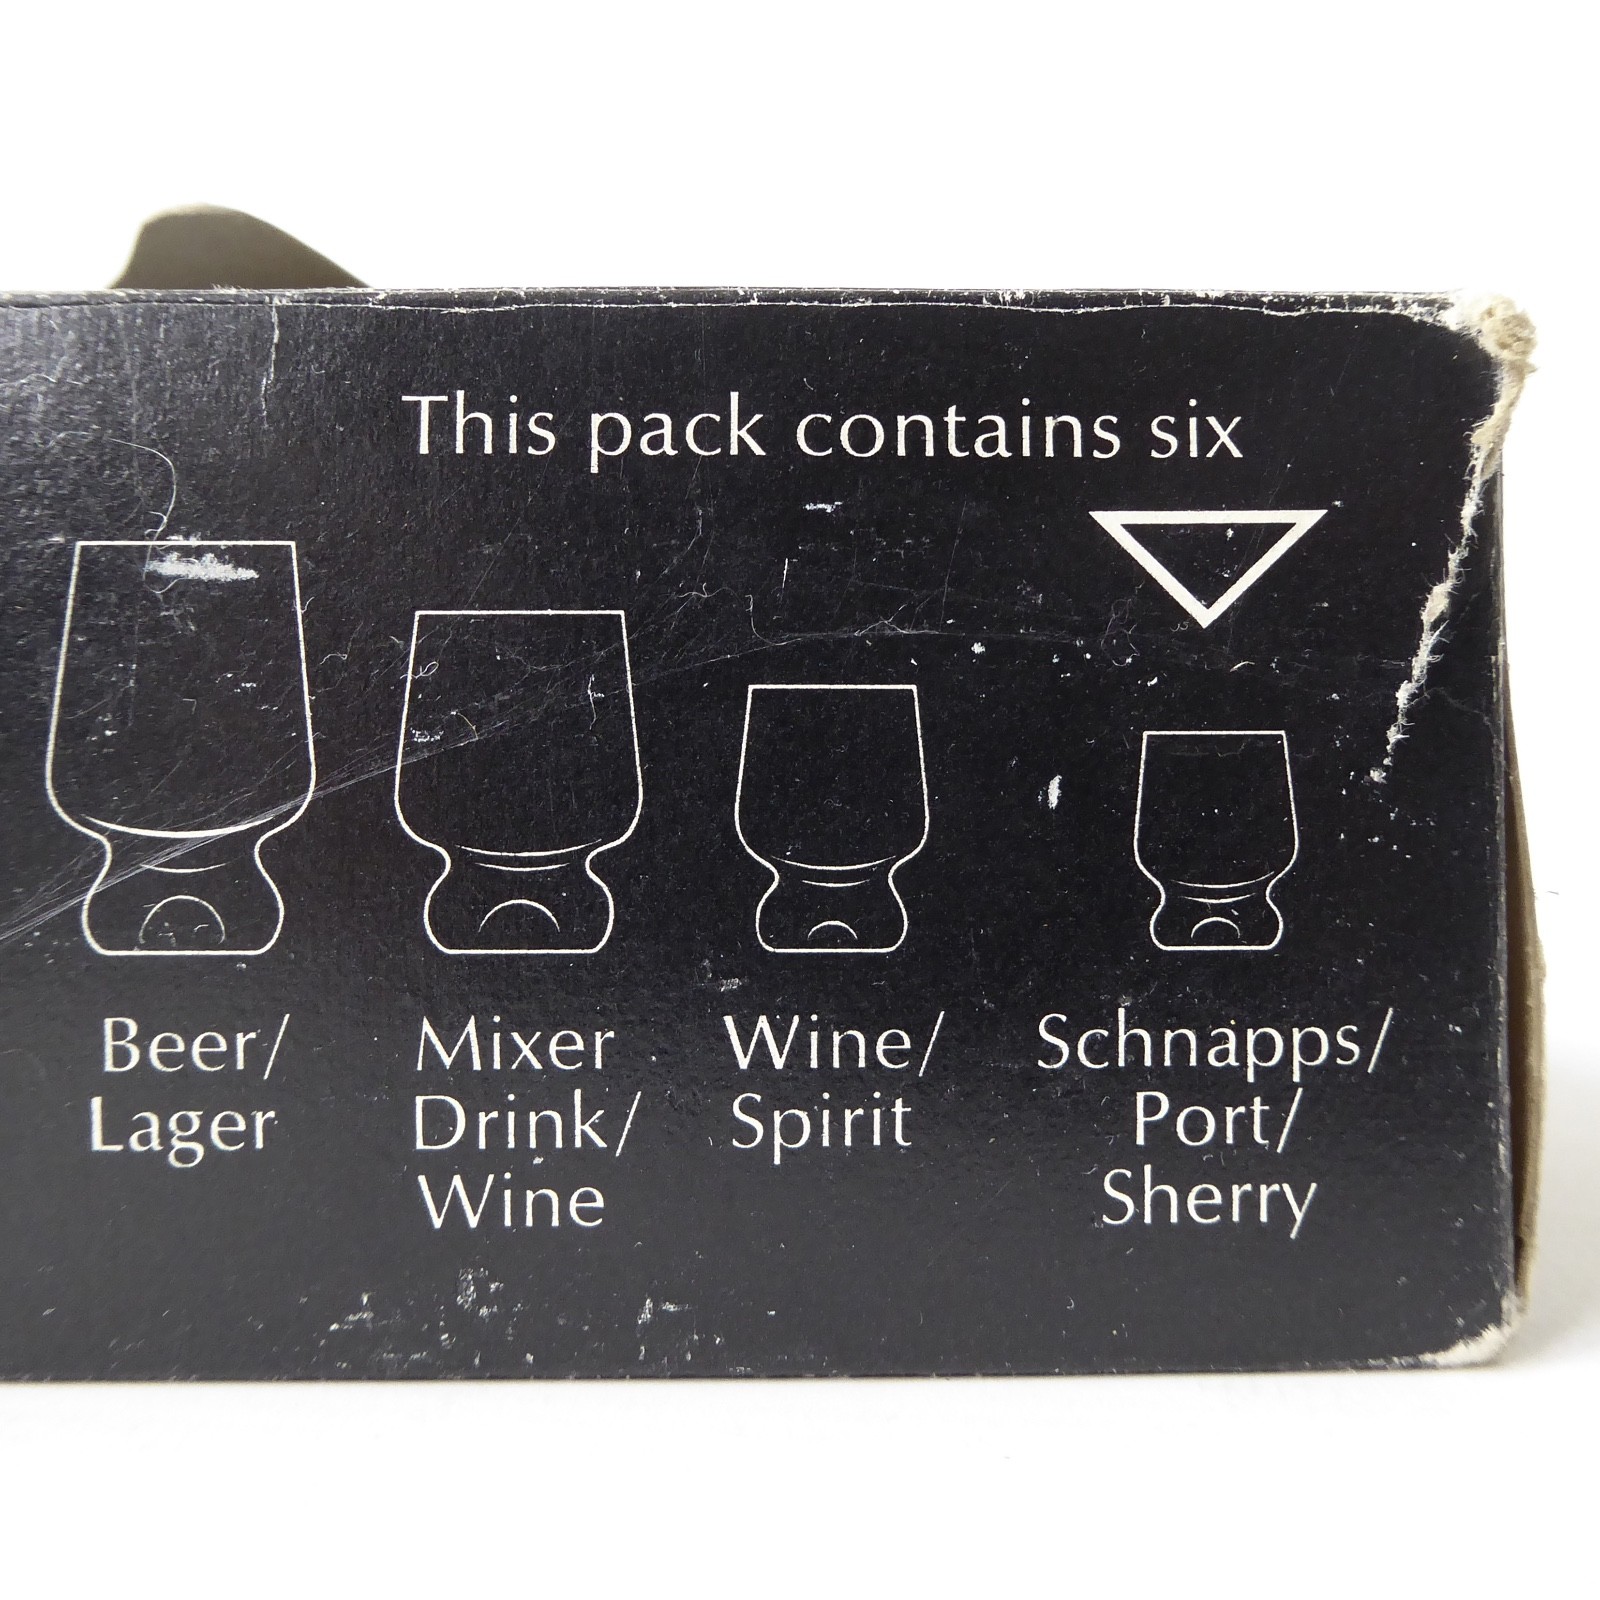 This pack contains six
Beer/
Lager
Mixer
Drink/
Wine
Wine/
Spirit
Schnapps/
Port/
Sherry